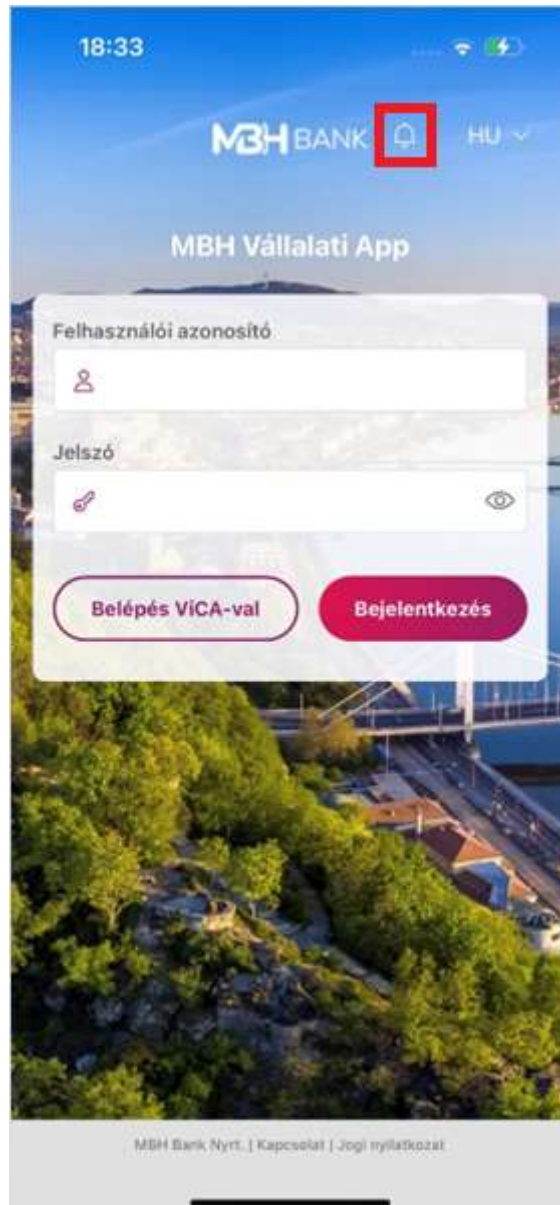 18:33
MBH BANK HU
MBH Vállalati App
Felhasználói azonosító
Jelszó
Belépés ViCA-val Bejelentkezés
MBH Bank Nyrt. | Kapcsolat | Jogi nyilatkozat